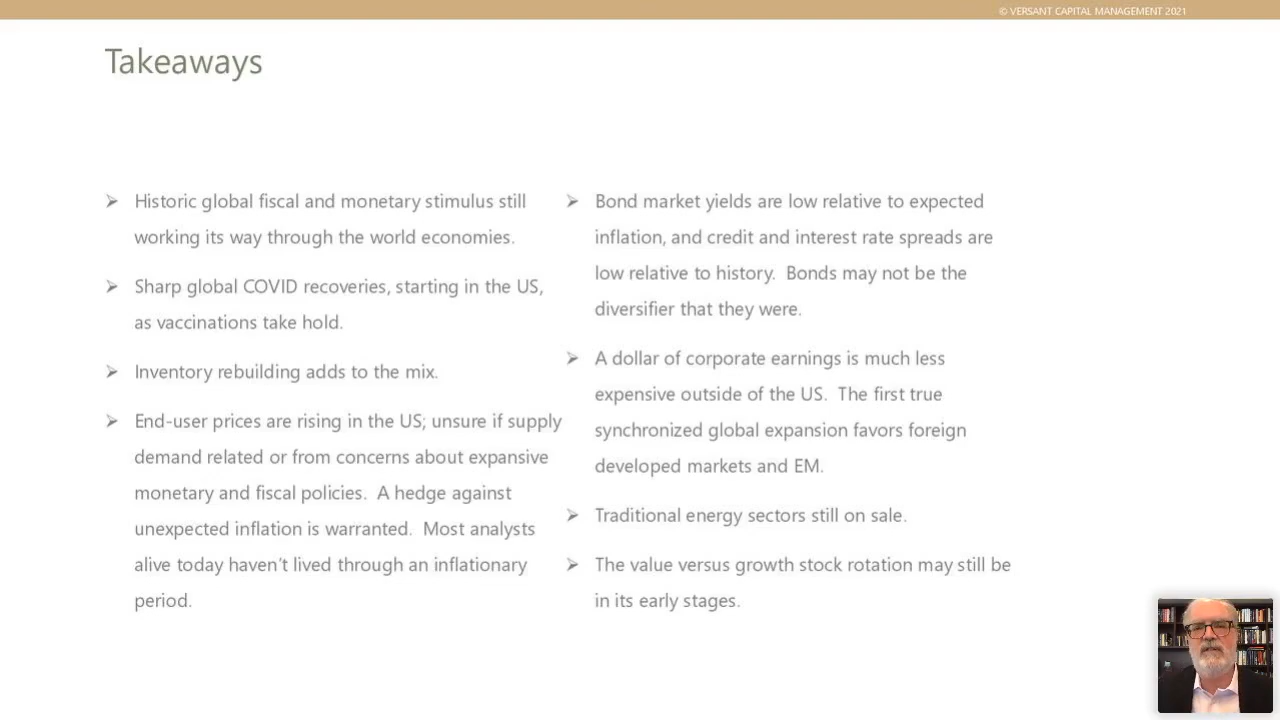 © VERSANT CAPITAL MANAGEMENT 2021
Takeaways
Historic global fiscal and monetary stimulus still
working its way through the world economies.
Sharp global COVID recoveries, starting in the US,
as vaccinations take hold.
Inventory rebuilding adds to the mix.
End-user prices are rising in the US; unsure if supply
demand related or from concerns about expansive
monetary and fiscal policies.  A hedge against
unexpected inflation is warranted.  Most analysts
alive today haven't lived through an inflationary
period.
Bond market yields are low relative to expected
inflation, and credit and interest rate spreads are
low relative to history.  Bonds may not be the
diversifier that they were.
A dollar of corporate earnings is much less
expensive outside of the US.  The first true
synchronized global expansion favors foreign
developed markets and EM.
Traditional energy sectors still on sale.
The value versus growth stock rotation may still be
in its early stages.